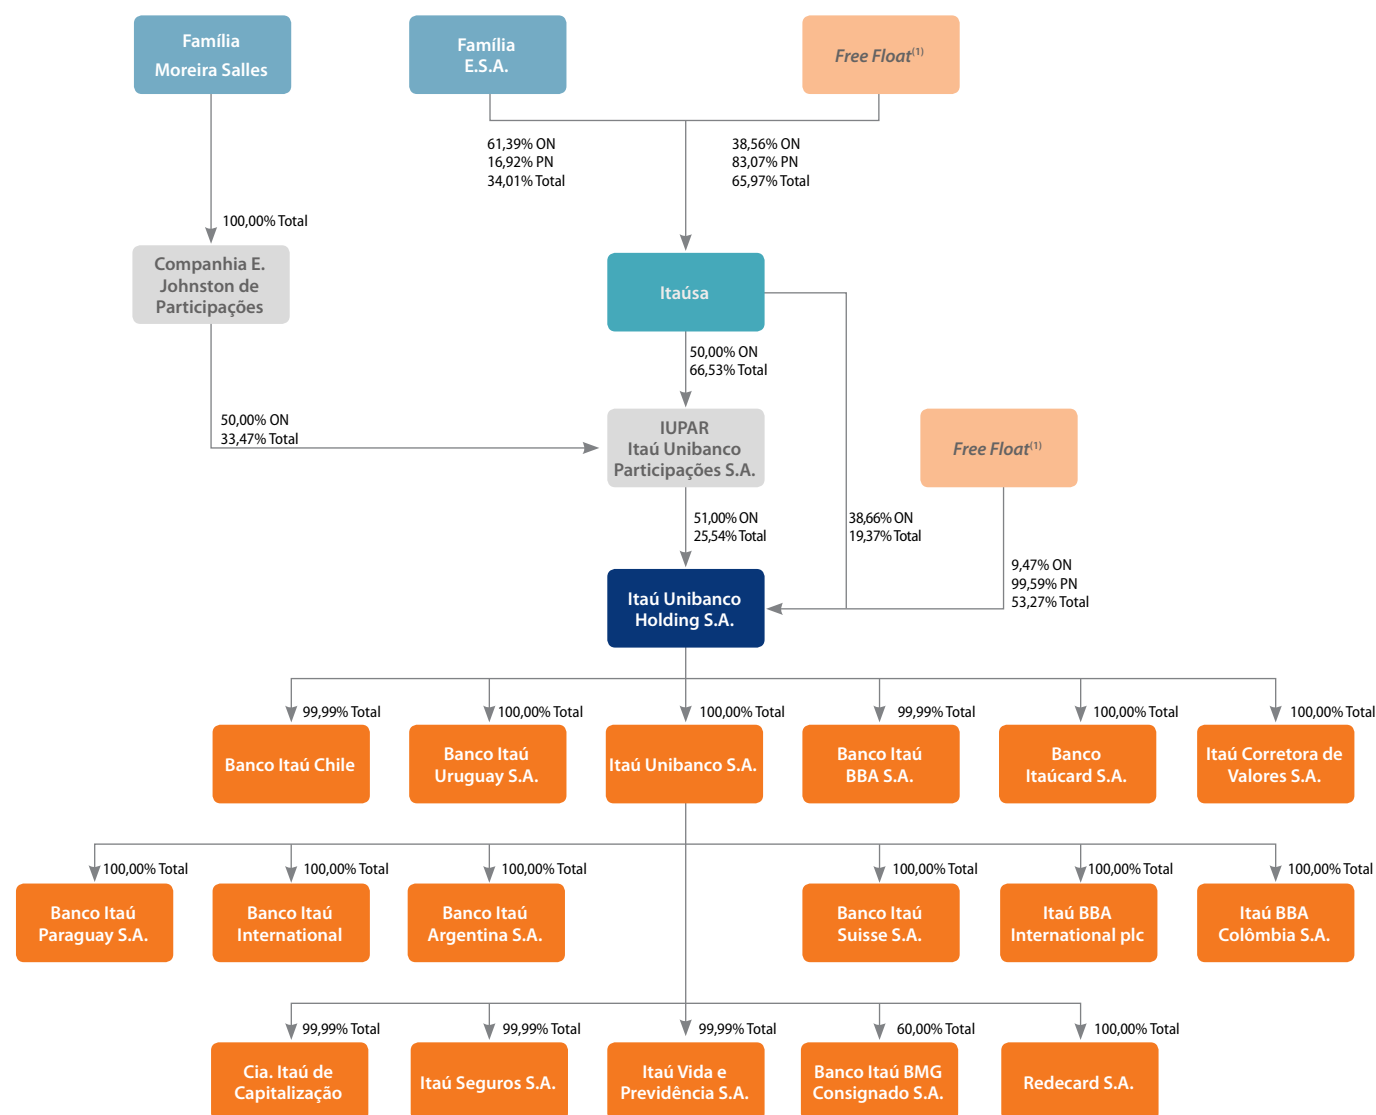 Família
Moreira Salles
Família
E.S.A.
Free Float(1)
61,39% ON
16,92% PN
34,01% Total
38,56% ON
83,07% PN
65,97% Total
100,00% Total
Companhia E.
Johnston de
Participações
Itaúsa
50,00% ON
66,53% Total
50,00% ON
33,47% Total
IUPAR
Itaú Unibanco
Participações S.A.
Free Float(1)
51,00% ON
25,54% Total
38,66% ON
19,37% Total
9,47% ON
99,59% PN
53,27% Total
Itaú Unibanco
Holding S.A.
99,99% Total
100,00% Total
100,00% Total
99,99% Total
100,00% Total
100,00% Total
Banco Itaú Chile
Banco Itaú
Uruguay S.A.
Itaú Unibanco S.A.
Banco Itaú
BBA S.A.
Banco
Itaúcard S.A.
Itaú Corretora de
Valores S.A.
100,00% Total
100,00% Total
100,00% Total
100,00% Total
100,00% Total
100,00% Total
Banco Itaú
Paraguay S.A.
Banco Itaú
International
Banco Itaú
Argentina S.A.
Banco Itaú
Suisse S.A.
Itaú BBA
International plc
Itaú BBA
Colômbia S.A.
99,99% Total
99,99% Total
99,99% Total
60,00% Total
100,00% Total
Cia. Itaú de
Capitalização
Itaú Seguros S.A.
Itaú Vida e
Previdência S.A.
Banco Itaú BMG
Consignado S.A.
Redecard S.A.